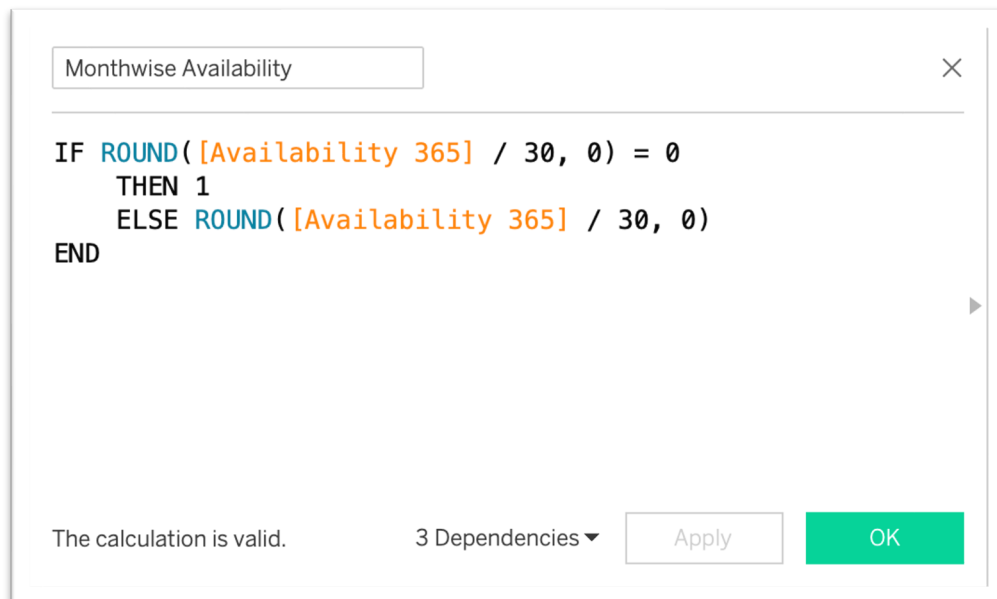 Monthwise Availability
IF ROUND([Availability 365] / 30, 0) = 0
    THEN 1
    ELSE ROUND([Availability 365] / 30, 0)
END
The calculation is valid. 3 Dependencies Apply OK